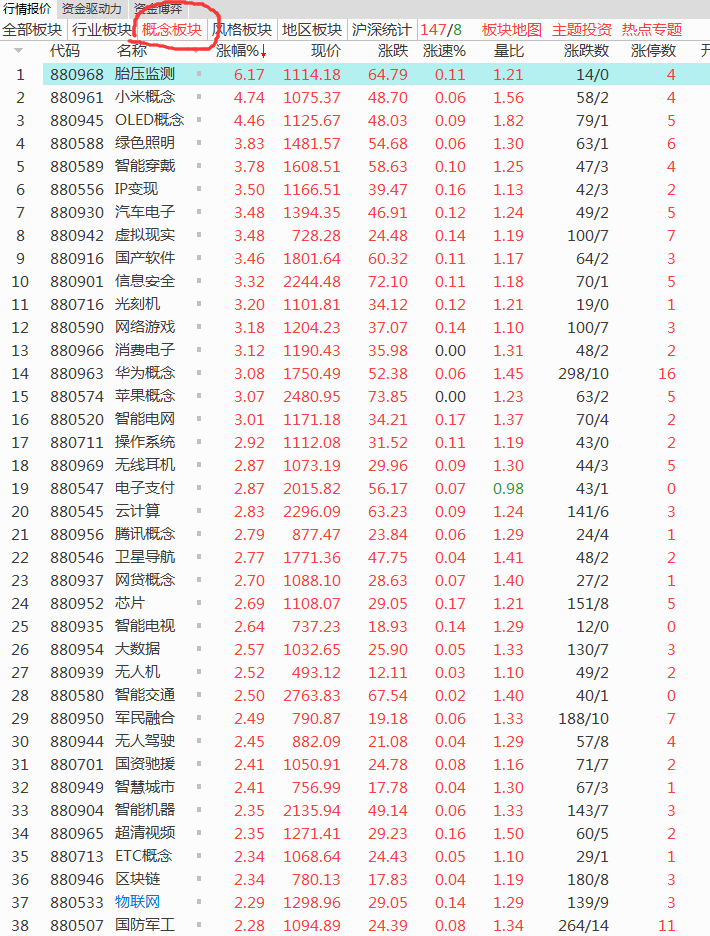 行情报价 资金驱动力 资金博弈
全部板块 行业板块 概念板块 风格板块 地区板块 沪深统计 147/8 板块地图 主题投资 热点专题
代码 名称 涨幅%↓ 现价 涨跌 涨速% 量比 涨跌数 涨停数
1 880968 胎压监测 6.17 1114.18 64.79 0.11 1.21 14/0 4
2 880961 小米概念 4.74 1075.37 48.70 0.06 1.56 58/2 4
3 880945 OLED概念 4.46 1125.67 48.03 0.09 1.82 79/1 5
4 880588 绿色照明 3.83 1481.57 54.68 0.06 1.30 63/1 6
5 880589 智能穿戴 3.78 1608.51 58.63 0.10 1.25 47/3 4
6 880556 IP变现 3.50 1166.51 39.47 0.16 1.13 42/3 2
7 880930 汽车电子 3.48 1394.35 46.91 0.12 1.24 49/2 5
8 880942 虚拟现实 3.48 728.28 24.48 0.14 1.19 100/7 7
9 880916 国产软件 3.46 1801.64 60.32 0.11 1.17 64/2 3
10 880901 信息安全 3.32 2244.48 72.10 0.11 1.18 70/1 5
11 880716 光刻机 3.20 1101.81 34.12 0.12 1.21 19/0 1
12 880590 网络游戏 3.18 1204.23 37.07 0.14 1.10 100/7 3
13 880966 消费电子 3.12 1190.43 35.98 0.00 1.31 48/2 2
14 880963 华为概念 3.08 1750.49 52.38 0.06 1.45 298/10 16
15 880574 苹果概念 3.07 2480.95 73.85 0.00 1.23 63/2 5
16 880520 智能电网 3.01 1171.18 34.21 0.17 1.37 70/4 2
17 880711 操作系统 2.92 1112.08 31.52 0.11 1.19 43/0 2
18 880969 无线耳机 2.87 1073.19 29.96 0.09 1.30 44/3 5
19 880547 电子支付 2.87 2015.82 56.17 0.07 0.98 43/1 0
20 880545 云计算 2.83 2296.09 63.23 0.09 1.24 141/6 3
21 880956 腾讯概念 2.79 877.47 23.84 0.06 1.29 24/4 1
22 880546 卫星导航 2.77 1771.36 47.75 0.04 1.41 48/2 2
23 880937 网贷概念 2.70 1088.10 28.63 0.07 1.40 27/2 1
24 880952 芯片 2.69 1108.07 29.05 0.17 1.21 151/8 5
25 880935 智能电视 2.64 737.23 18.93 0.14 1.29 12/0 0
26 880954 大数据 2.57 1032.65 25.90 0.05 1.33 130/7 3
27 880939 无人机 2.52 493.12 12.11 0.03 1.10 49/2 2
28 880580 智能交通 2.50 2763.83 67.54 0.02 1.40 40/1 0
29 880950 军民融合 2.49 790.87 19.18 0.06 1.33 188/10 7
30 880944 无人驾驶 2.45 882.09 21.08 0.04 1.29 57/8 4
31 880701 国资驰援 2.41 1050.91 24.78 0.08 1.16 71/7 2
32 880949 智慧城市 2.41 756.99 17.78 0.04 1.30 67/3 1
33 880904 智能机器 2.35 2135.94 49.14 0.06 1.33 143/7 3
34 880965 超清视频 2.35 1271.41 29.23 0.16 1.50 60/5 2
35 880713 ETC概念 2.34 1068.64 24.43 0.05 1.10 29/1 1
36 880946 区块链 2.34 780.13 17.83 0.04 1.19 180/8 3
37 880533 物联网 2.29 1298.96 29.05 0.14 1.29 139/9 3
38 880507 国防军工 2.28 1094.89 24.39 0.08 1.34 264/14 11